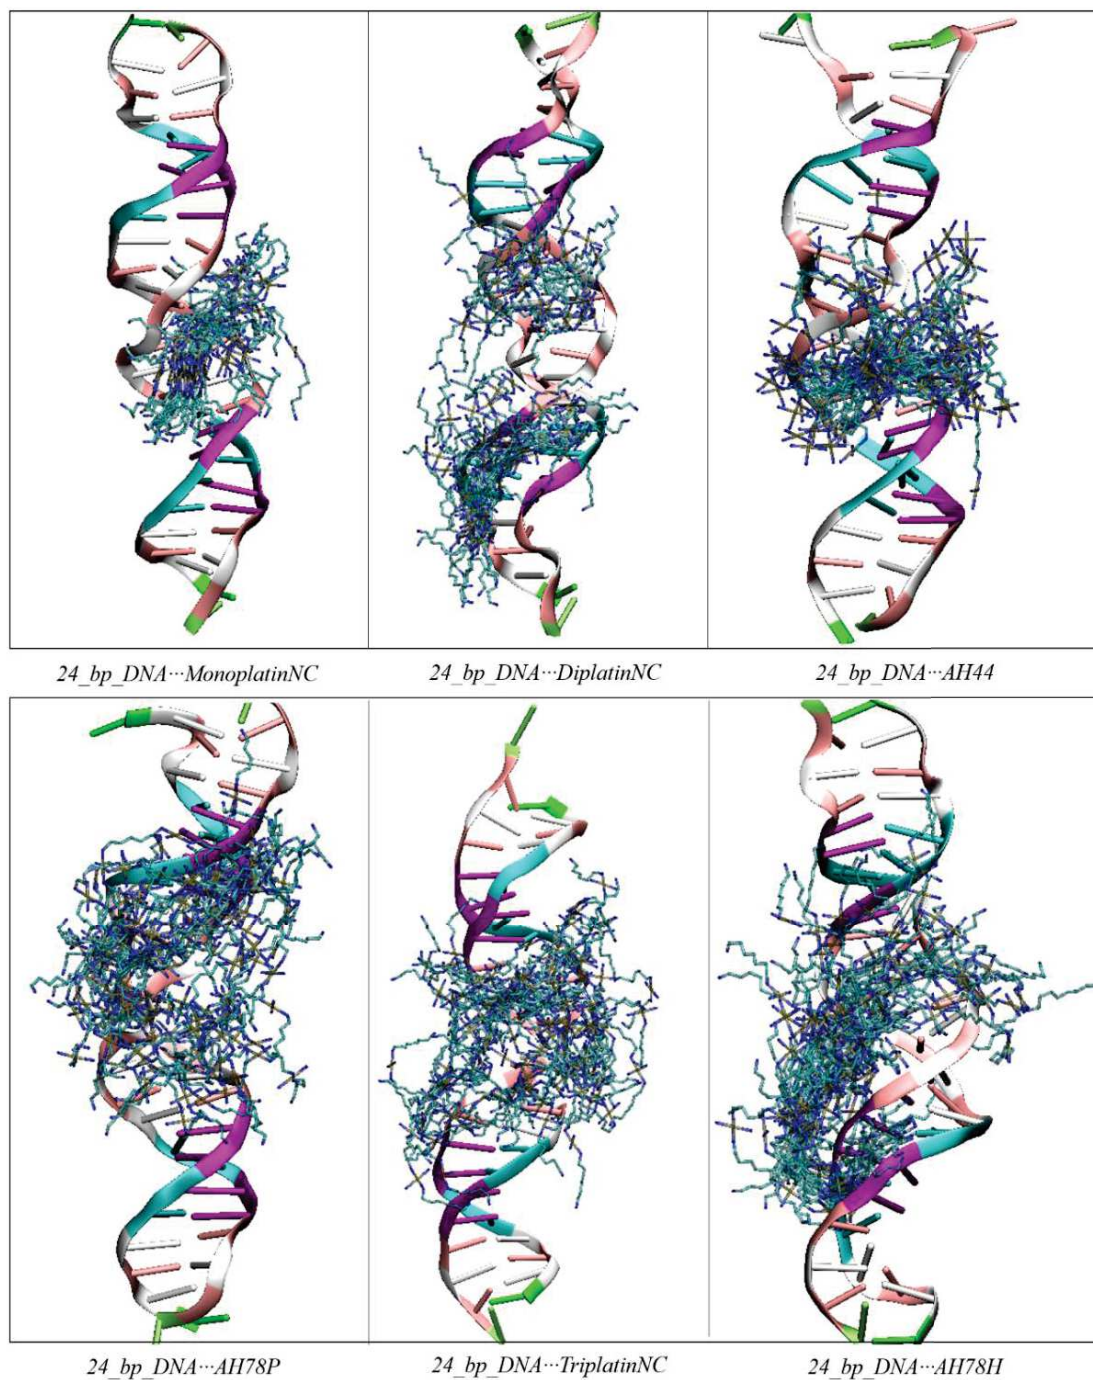 24_bp_DNA···MonoplatinNC
24_bp_DNA···DiplatinNC
24_bp_DNA···AH44
24_bp_DNA···AH78P
24_bp_DNA···TriplatinNC
24_bp_DNA···AH78H